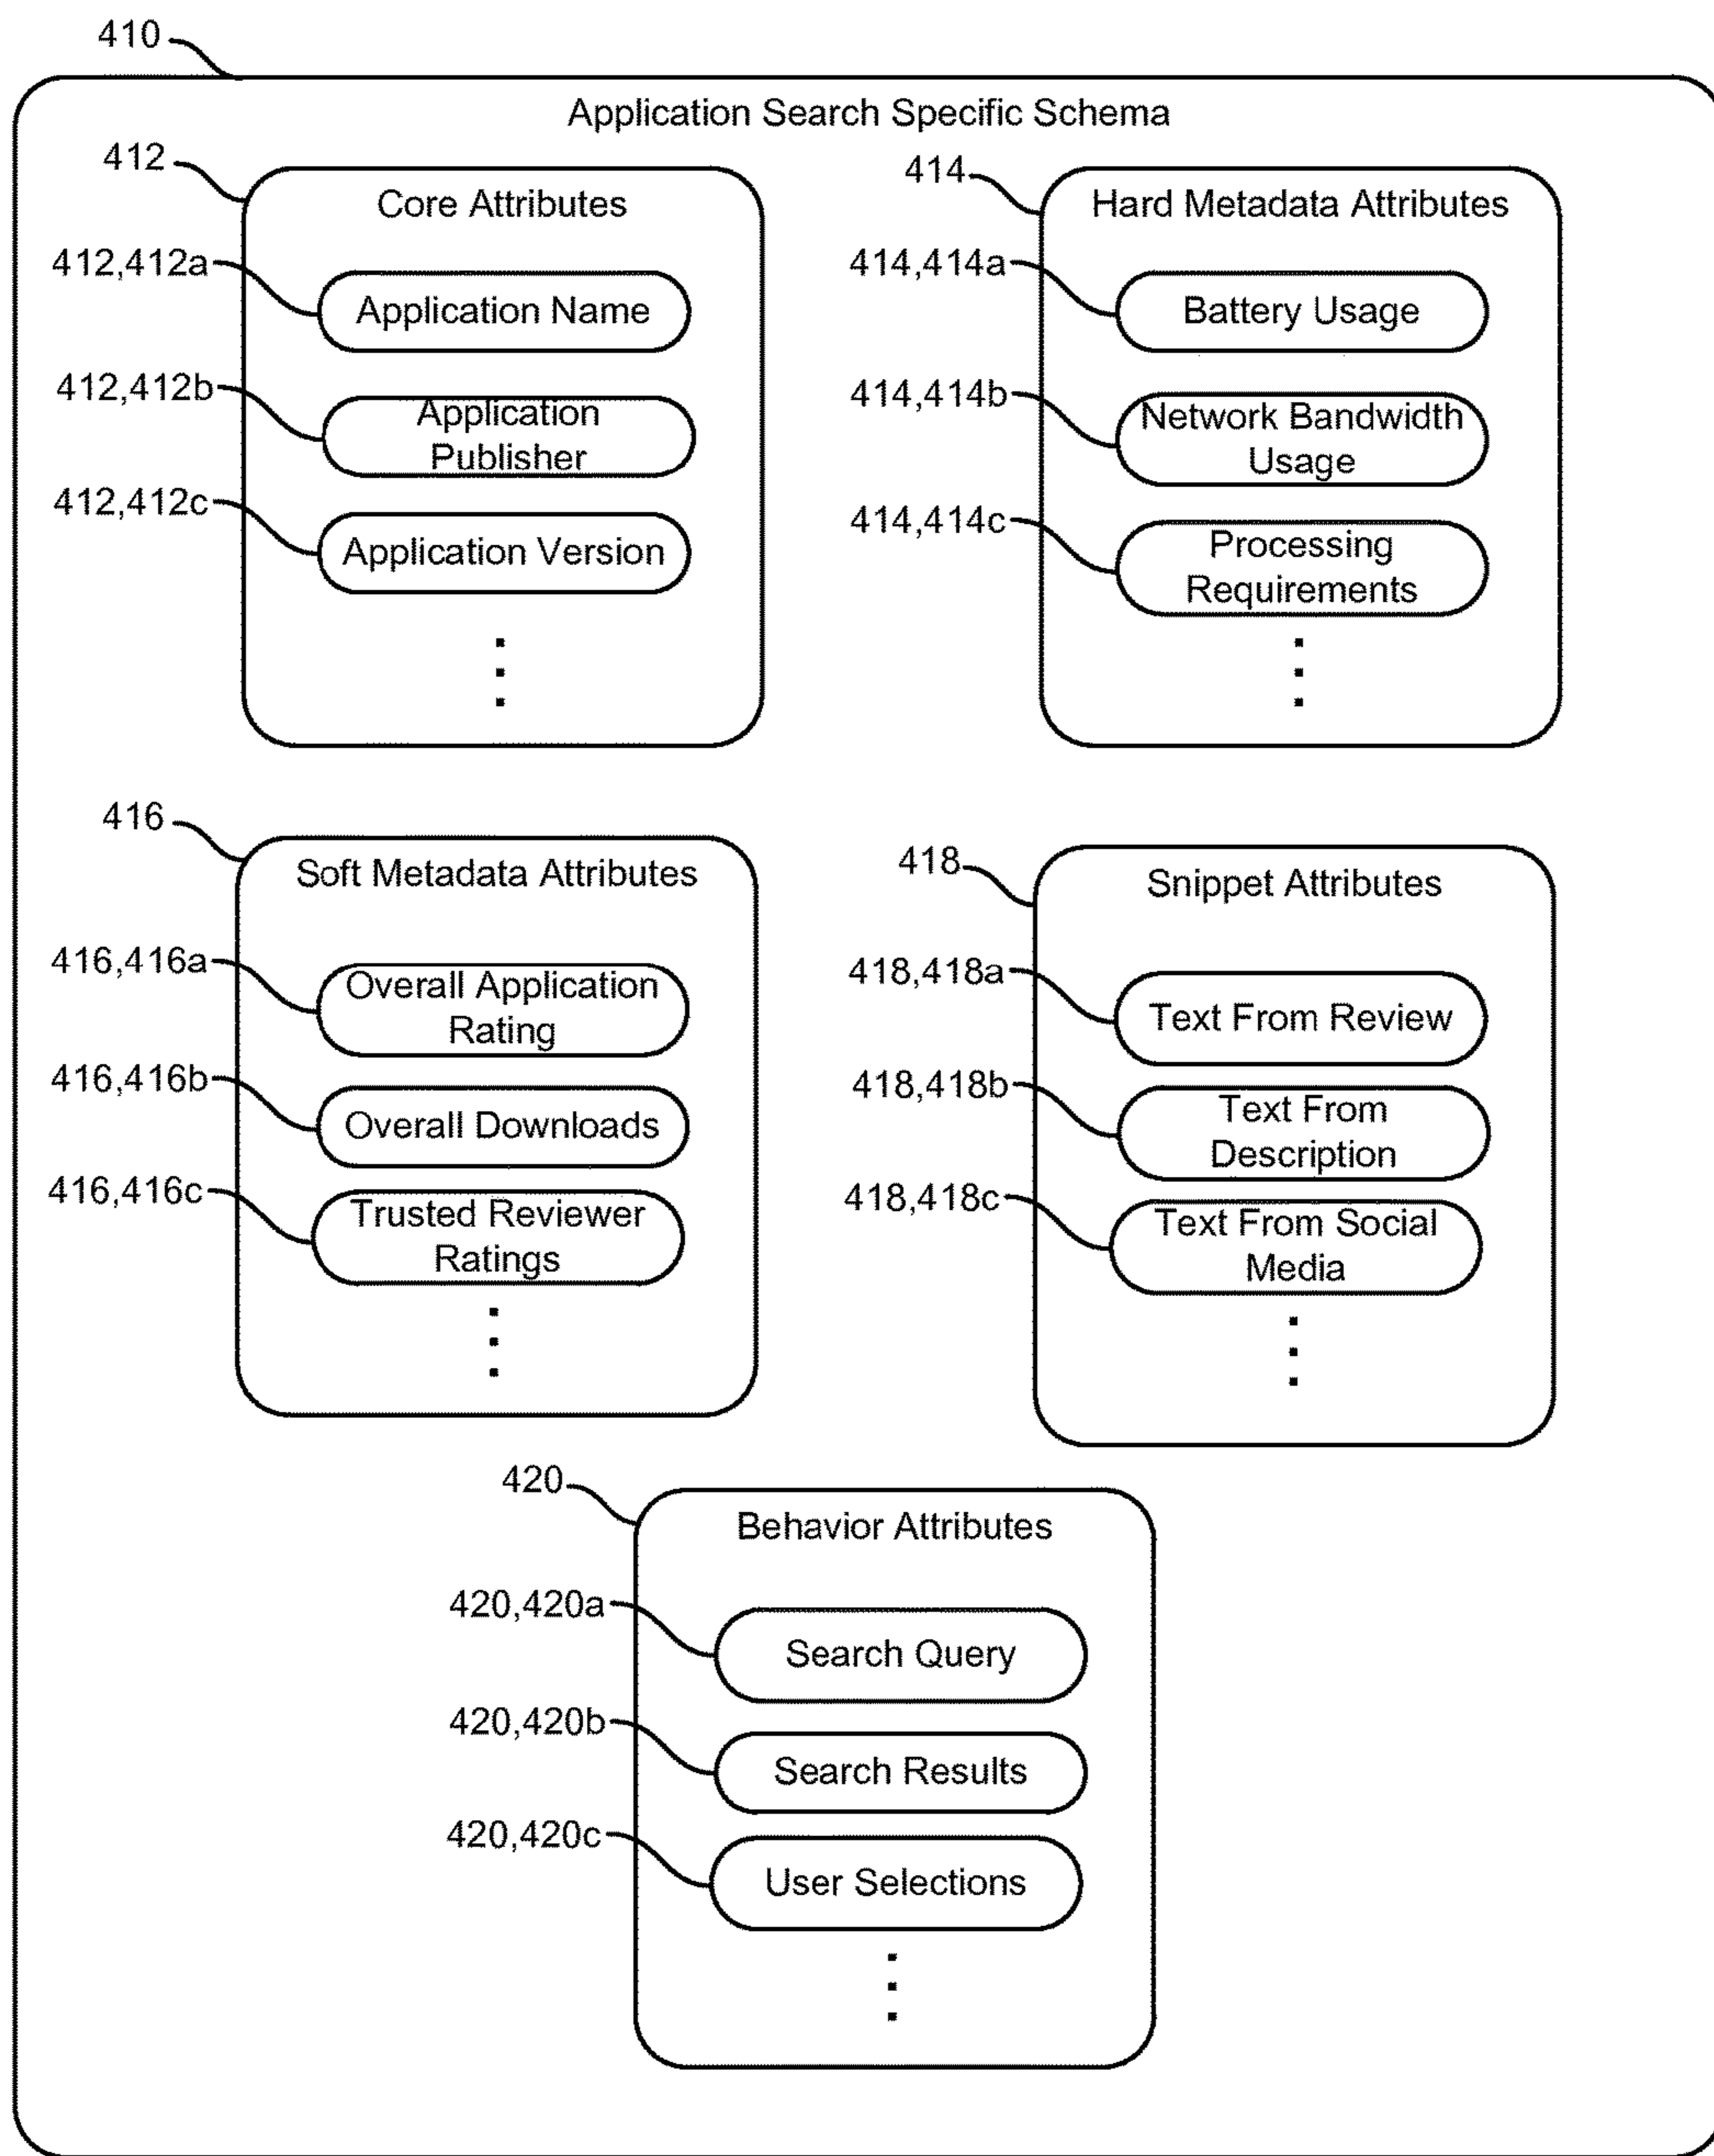 410
Application Search Specific Schema
412
Core Attributes
412,412a
Application Name
412,412b
Application
Publisher
412,412c
Application Version
414
Hard Metadata Attributes
414,414a
Battery Usage
414,414b
Network Bandwidth
Usage
414,414c
Processing
Requirements
416
Soft Metadata Attributes
416,416a
Overall Application
Rating
416,416b
Overall Downloads
416,416c
Trusted Reviewer
Ratings
418
Snippet Attributes
418,418a
Text From Review
418,418b
Text From
Description
418,418c
Text From Social
Media
420
Behavior Attributes
420,420a
Search Query
420,420b
Search Results
420,420c
User Selections